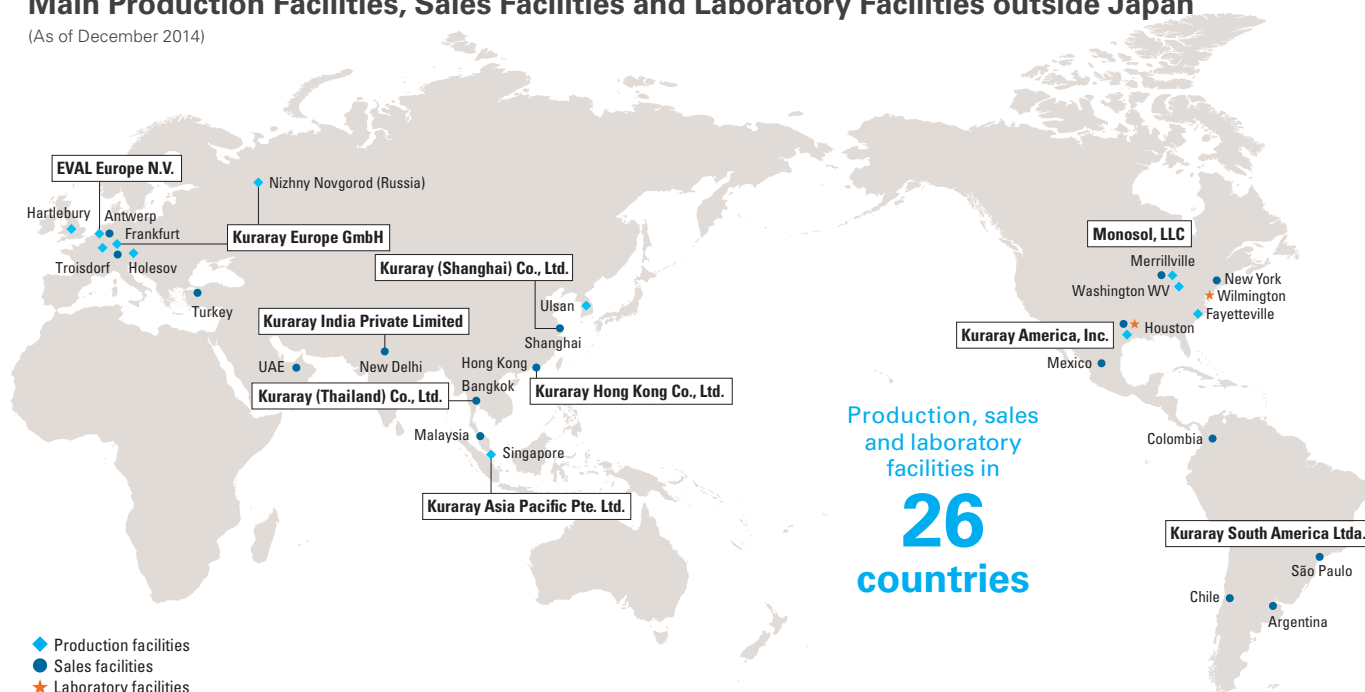 Main Production Facilities, Sales Facilities and Laboratory Facilities outside Japan
(As of December 2014)
EVAL Europe N.V.
Nizhny Novgorod (Russia)
Hartlebury
Antwerp
Frankfurt
Kuraray Europe GmbH
Troisdorf
Holesov
Turkey
Kuraray (Shanghai) Co., Ltd.
Ulsan
Shanghai
Kuraray India Private Limited
UAE
New Delhi
Hong Kong
Bangkok
Kuraray (Thailand) Co., Ltd.
Kuraray Hong Kong Co., Ltd.
Malaysia
Singapore
Kuraray Asia Pacific Pte. Ltd.
Monosol, LLC
Merrillville
Washington WV
New York
Wilmington
Fayetteville
Kuraray America, Inc.
Houston
Mexico
Production, sales
and laboratory
facilities in
26
countries
Colombia
Kuraray South America Ltda.
São Paulo
Chile
Argentina
Production facilities
Sales facilities
Laboratory facilities